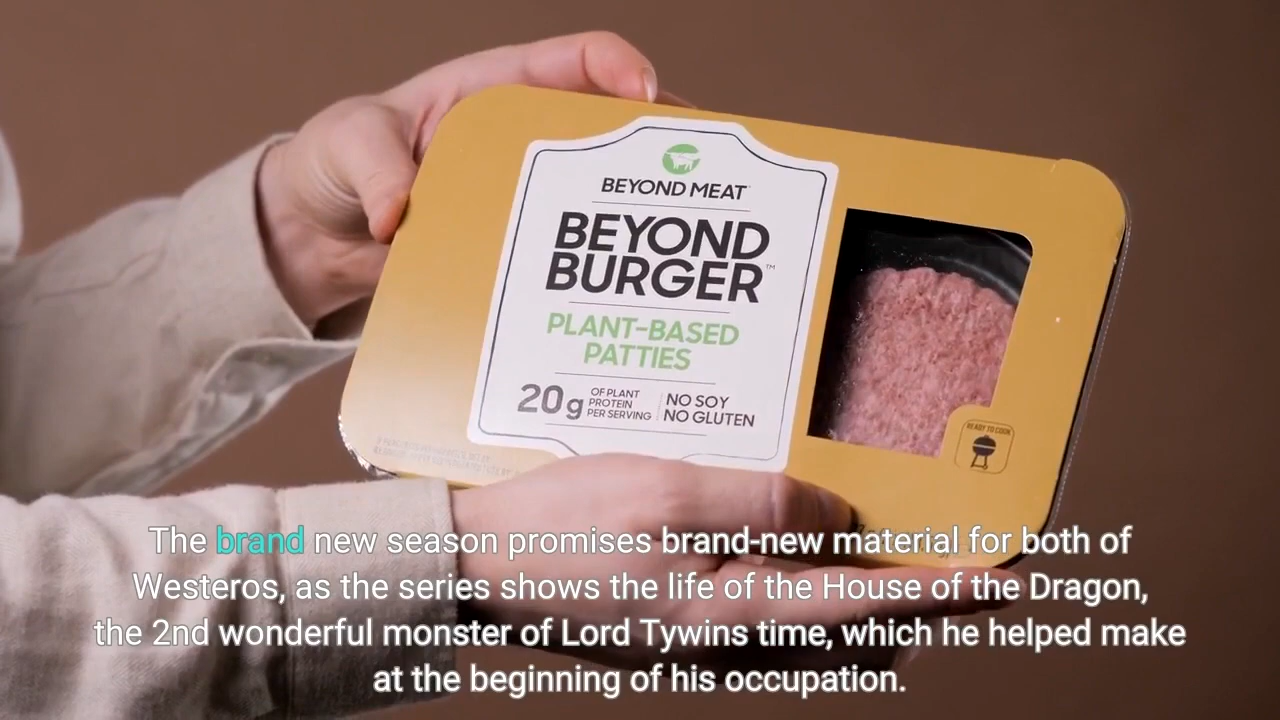 BEYOND MEAT
BEYOND
BURGER™
PLANT-BASED
PATTIES
20g OF PLANT PROTEIN PER SERVING
NO SOY
NO GLUTEN
READY TO COOK
The brand new season promises brand-new material for both of
Westeros, as the series shows the life of the House of the Dragon,
the 2nd wonderful monster of Lord Tywins time, which he helped make
at the beginning of his occupation.